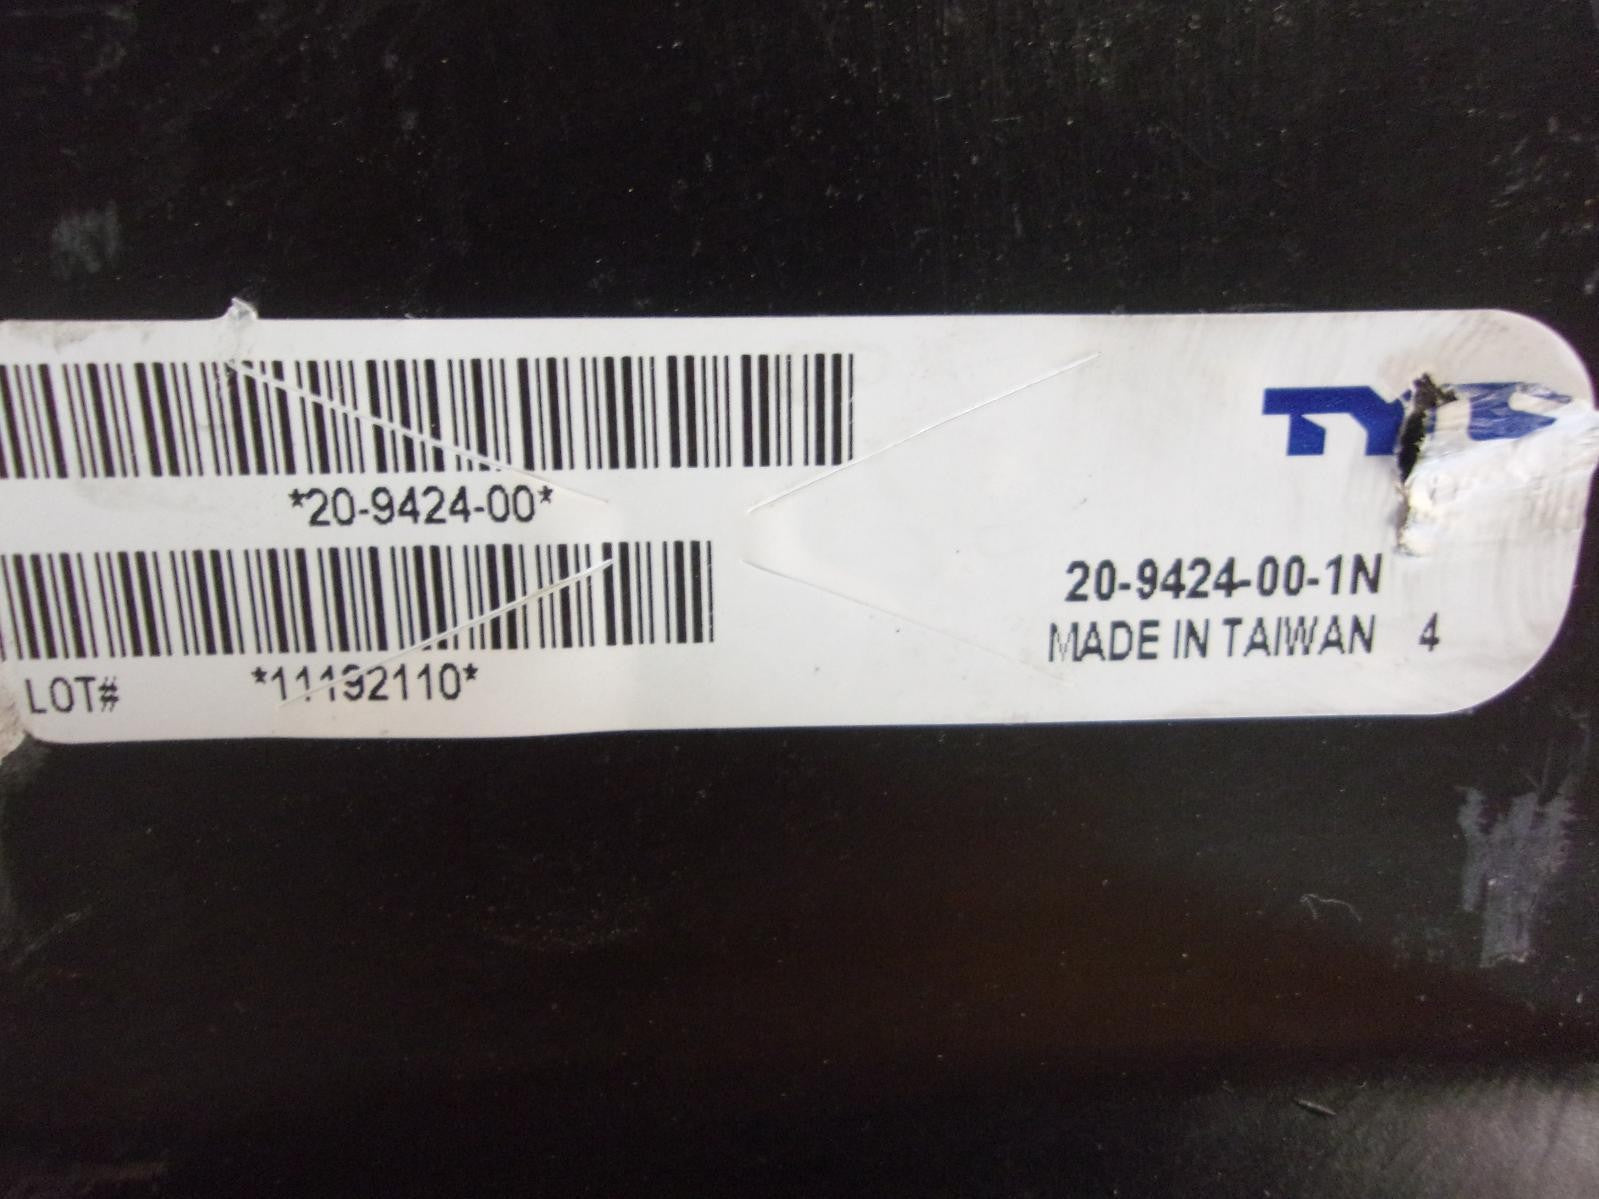 *20-9424-00*
LOT# *11192110*
20-9424-00-1N
MADE IN TAIWAN 4